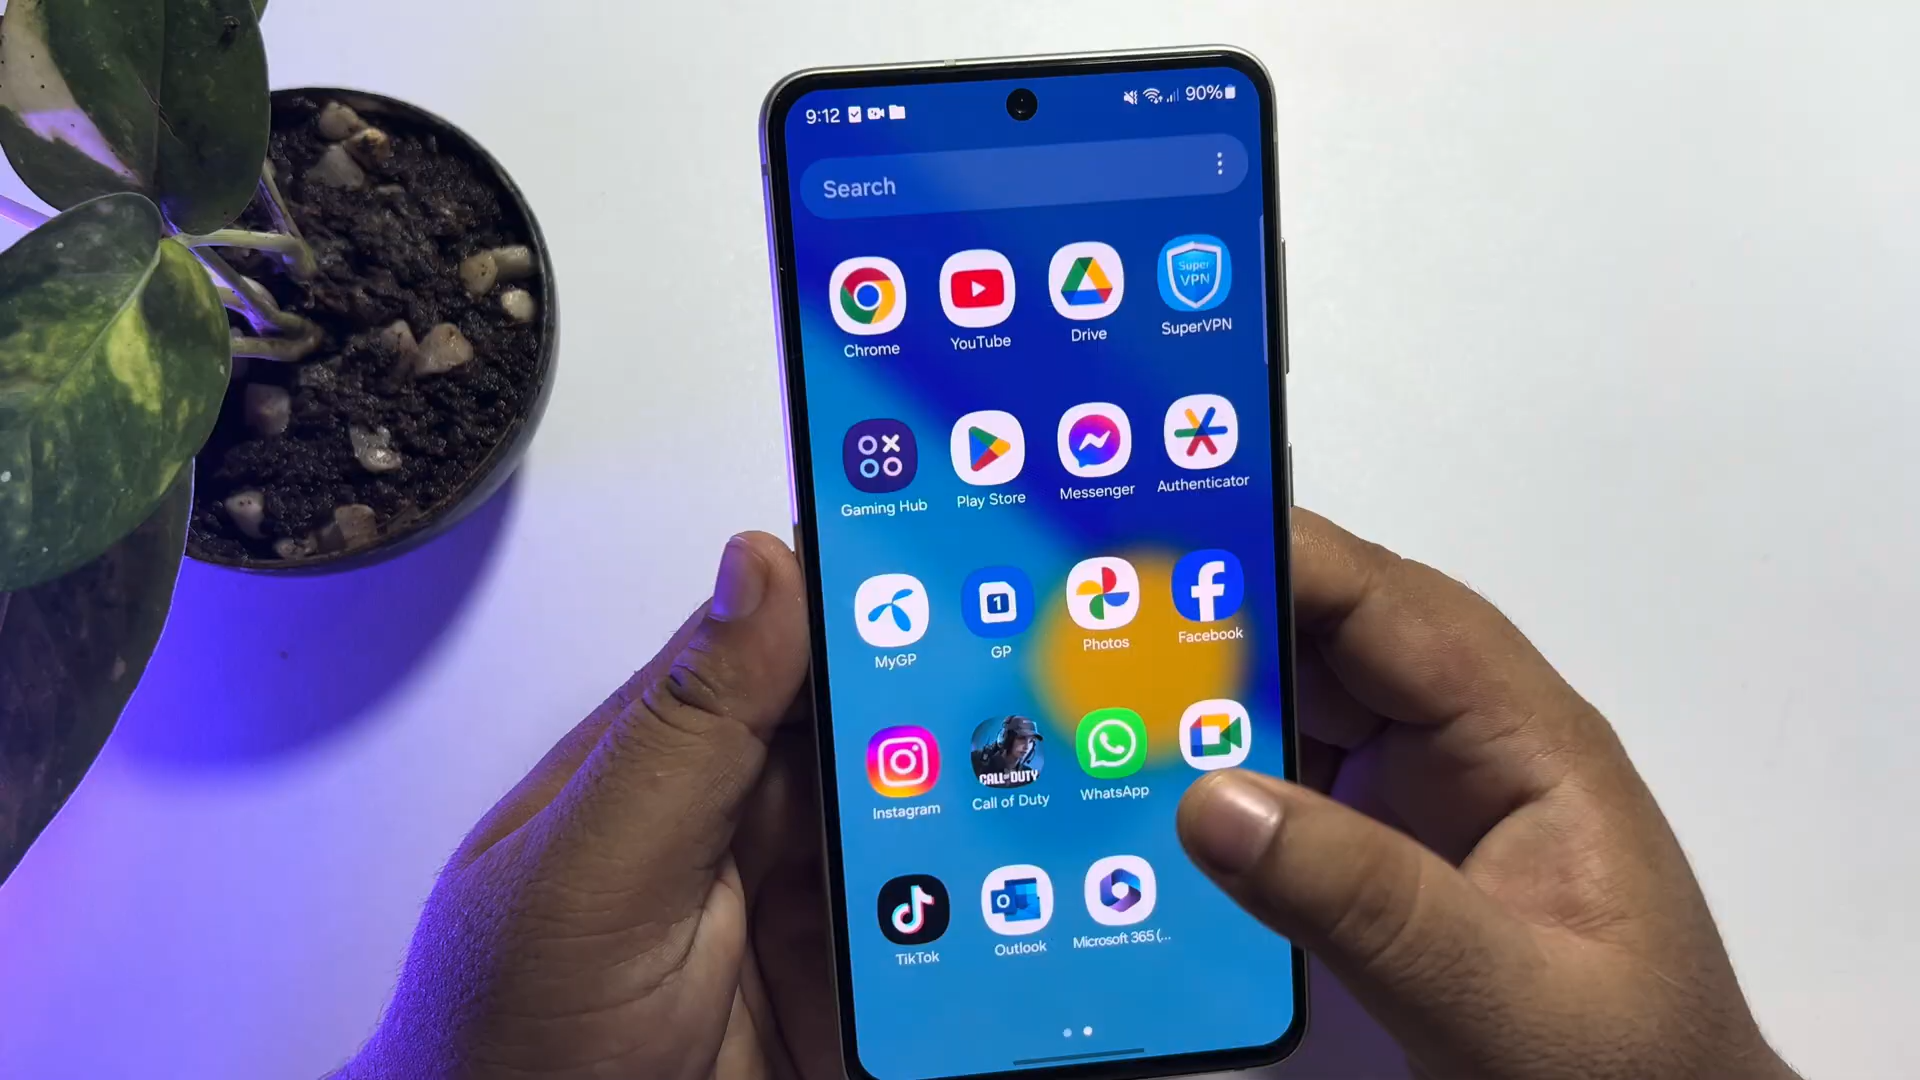 9:12
90%
Search
Super
VPN
Chrome
YouTube
Drive
SuperVPN
Gaming Hub
Play Store
Messenger
Authenticator
1
MyGP
GP
Photos
Facebook
CALL OF DUTY
Instagram
Call of Duty
WhatsApp
TikTok
Outlook
Microsoft 365 (...